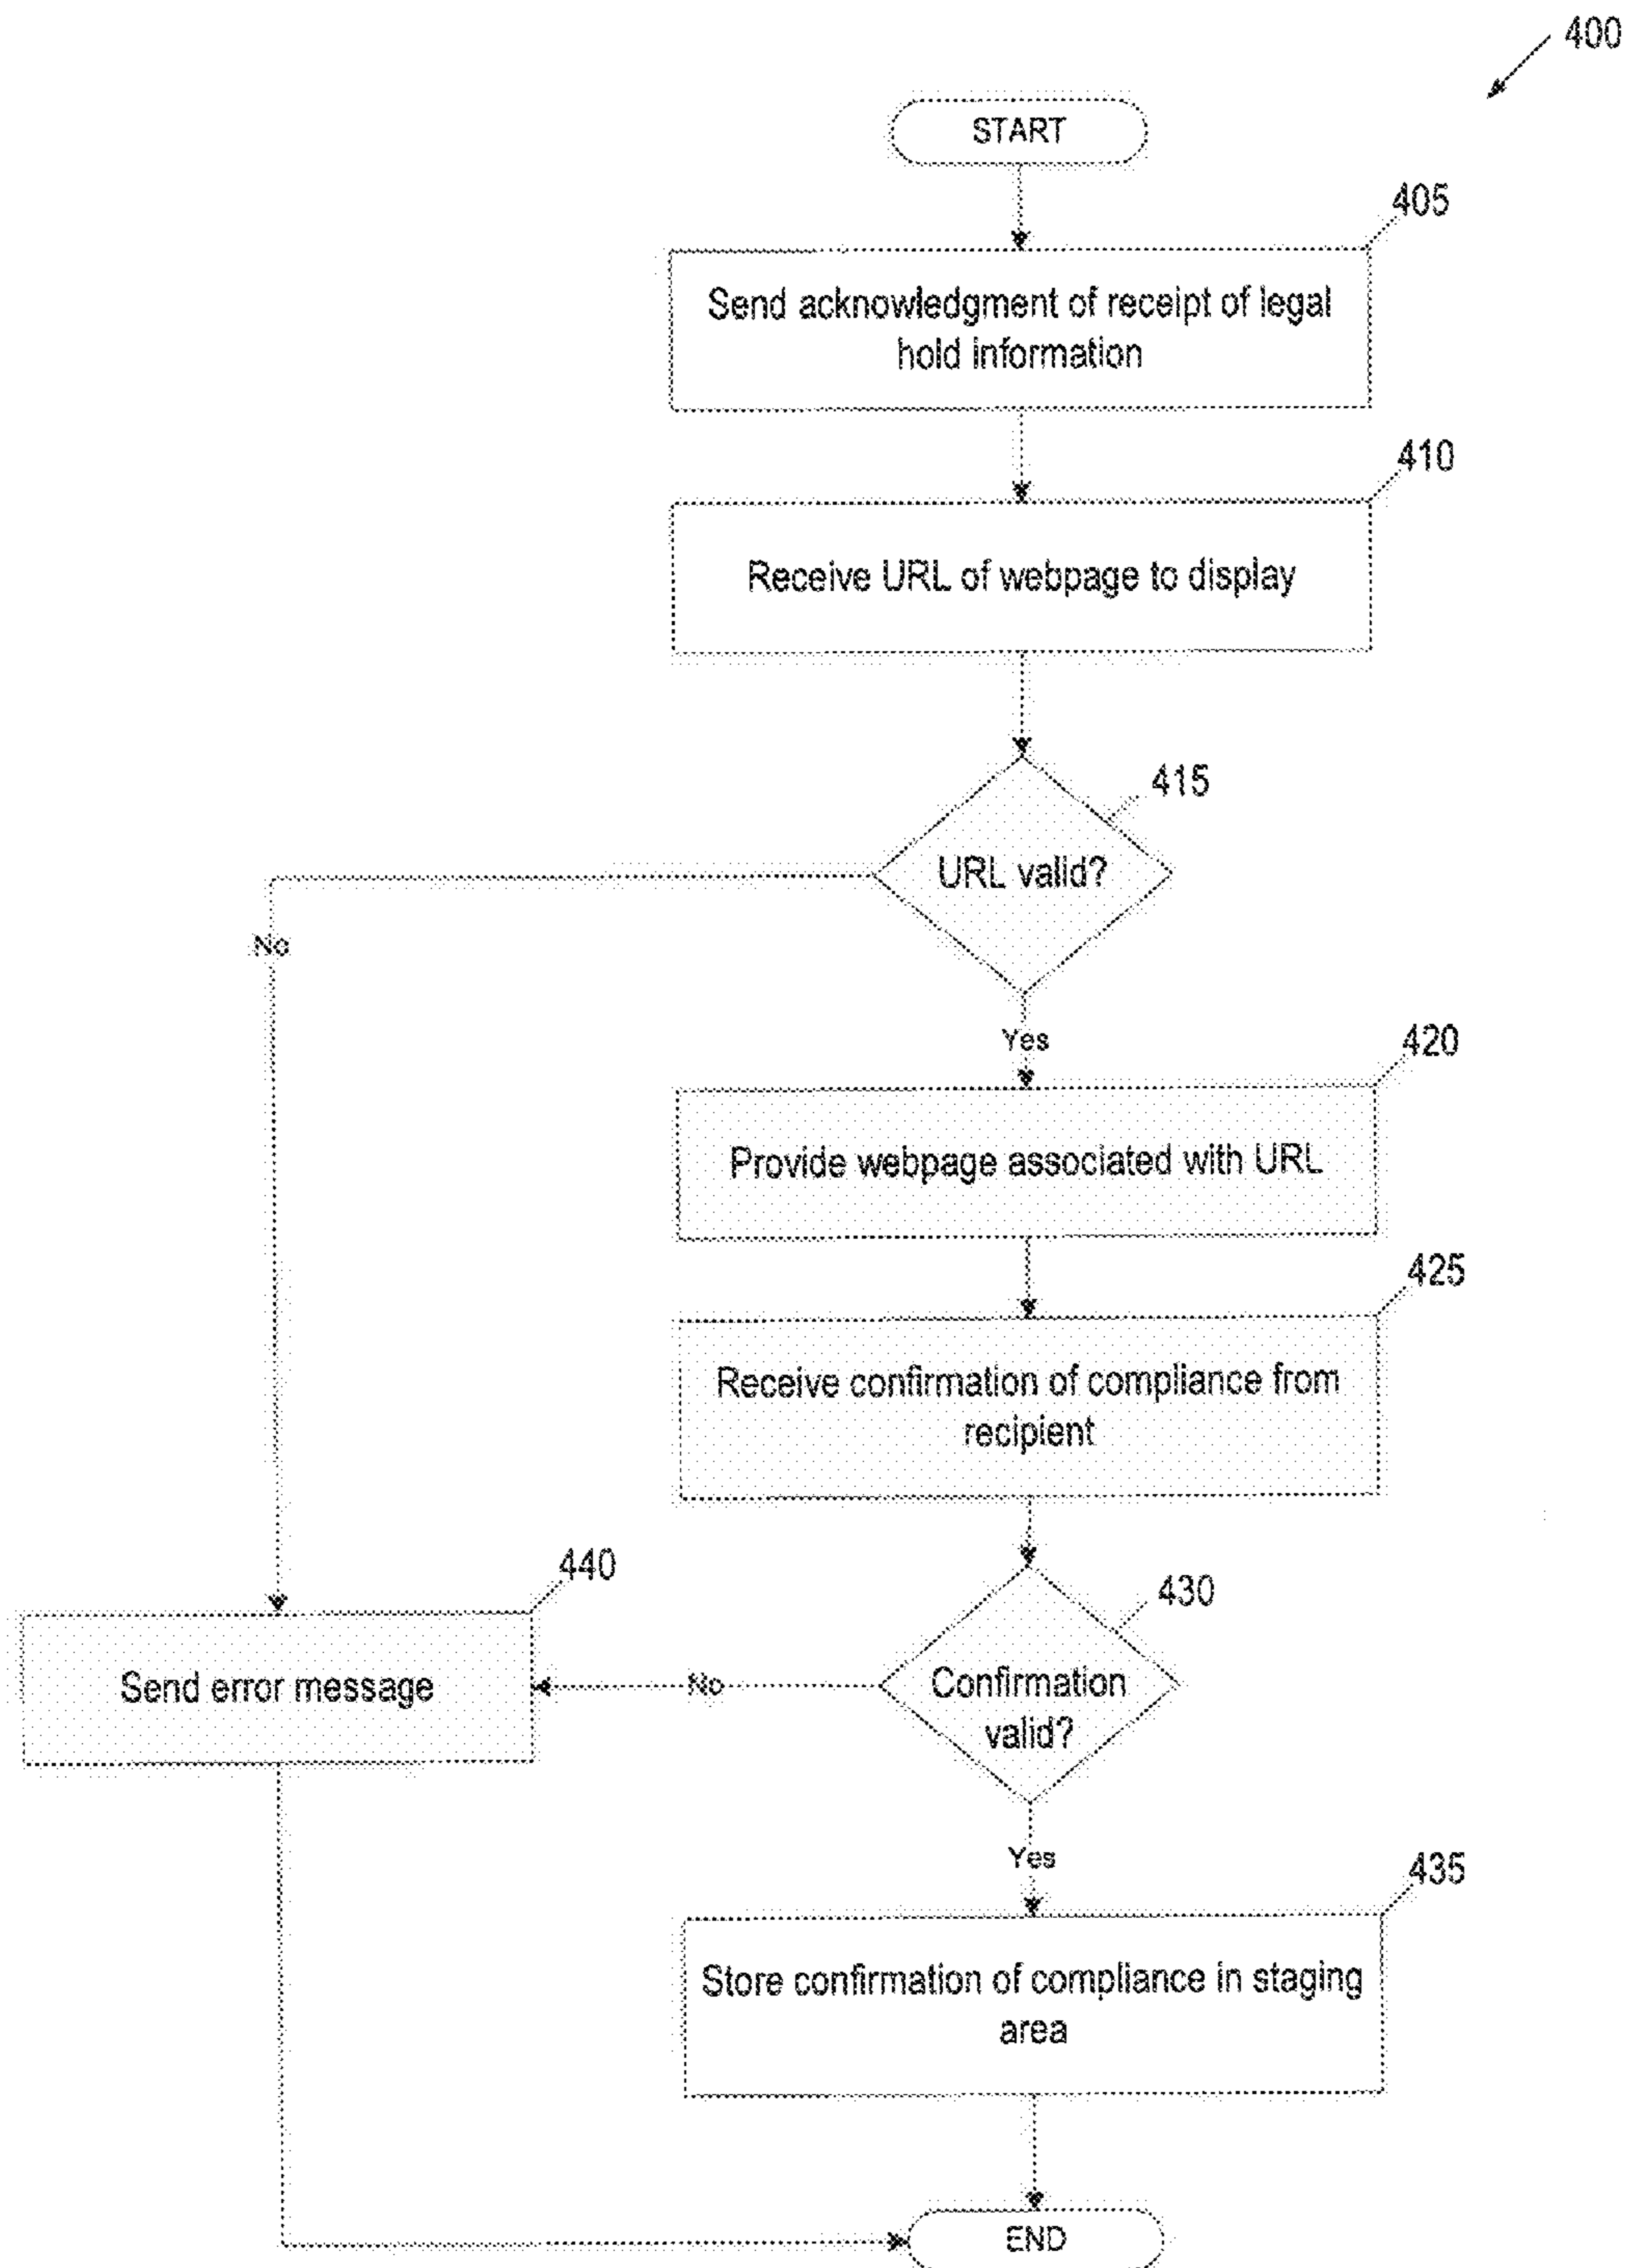 400
START
405
Send acknowledgment of receipt of legal
hold information
410
Receive URL of webpage to display
415
URL valid?
No
Yes
420
Provide webpage associated with URL
425
Receive confirmation of compliance from
recipient
440
430
Send error message
No
Confirmation
valid?
Yes
435
Store confirmation of compliance in staging
area
END